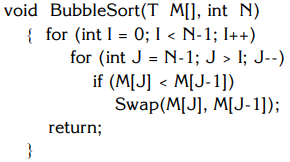 void BubbleSort(T M[], int N)
{ for (int I = 0; I < N-1; I++)
for (int J = N-1; J > I; J--)
if (M[J] < M[J-1])
Swap(M[J], M[J-1]);
return;
}